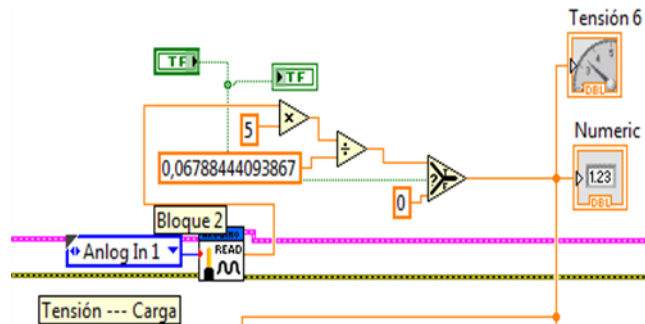 Tensión 6
TF
TF
DBL
5
0,06788444093867
Numeric
1.23
DBL
0
Bloque 2
Anlog In 1
READ
Tensión --- Carga